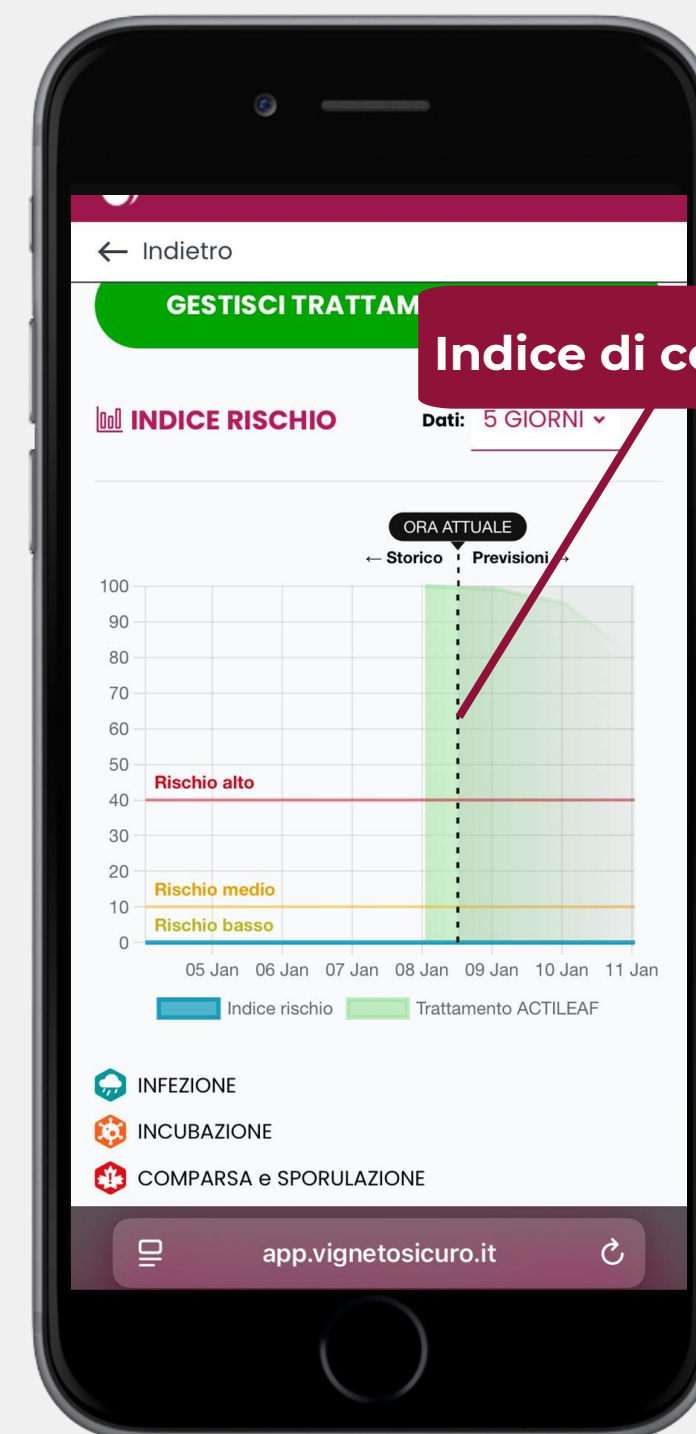 ← Indietro
GESTISCI TRATTAM
Indice di c
INDICE RISCHIO
Dati: 5 GIORNI
ORA ATTUALE
← Storico
Previsioni →
100
90
80
70
60
50
Rischio alto
40
30
20
Rischio medio
10
Rischio basso
0
05 Jan 06 Jan 07 Jan 08 Jan 09 Jan 10 Jan 11 Jan
Indice rischio
Trattamento ACTILEAF
INFEZIONE
INCUBAZIONE
COMPARSA e SPORULAZIONE
app.vignetosicuro.it